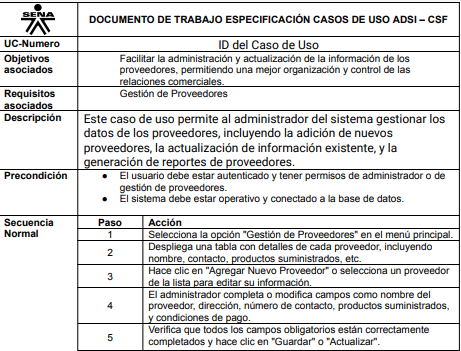 SENA
DOCUMENTO DE TRABAJO ESPECIFICACIÓN CASOS DE USO ADSI – CSF
UC-Numero
ID del Caso de Uso
Objetivos
asociados
Facilitar la administración y actualización de la información de los
proveedores, permitiendo una mejor organización y control de las
relaciones comerciales.
Requisitos
asociados
Gestión de Proveedores
Descripción
Este caso de uso permite al administrador del sistema gestionar los
datos de los proveedores, incluyendo la adición de nuevos
proveedores, la actualización de información existente, y la
generación de reportes de proveedores.
Precondición
● El usuario debe estar autenticado y tener permisos de administrador o de
gestión de proveedores.
● El sistema debe estar operativo y conectado a la base de datos.
Secuencia
Normal
Paso Acción
1 Selecciona la opción "Gestión de Proveedores" en el menú principal.
2 Despliega una tabla con detalles de cada proveedor, incluyendo
nombre, contacto, productos suministrados, etc.
3 Hace clic en "Agregar Nuevo Proveedor" o selecciona un proveedor
de la lista para editar su información.
4 El administrador completa o modifica campos como nombre del
proveedor, dirección, número de contacto, productos suministrados,
y condiciones de pago.
5 Verifica que todos los campos obligatorios están correctamente
completados y hace clic en "Guardar" o "Actualizar".